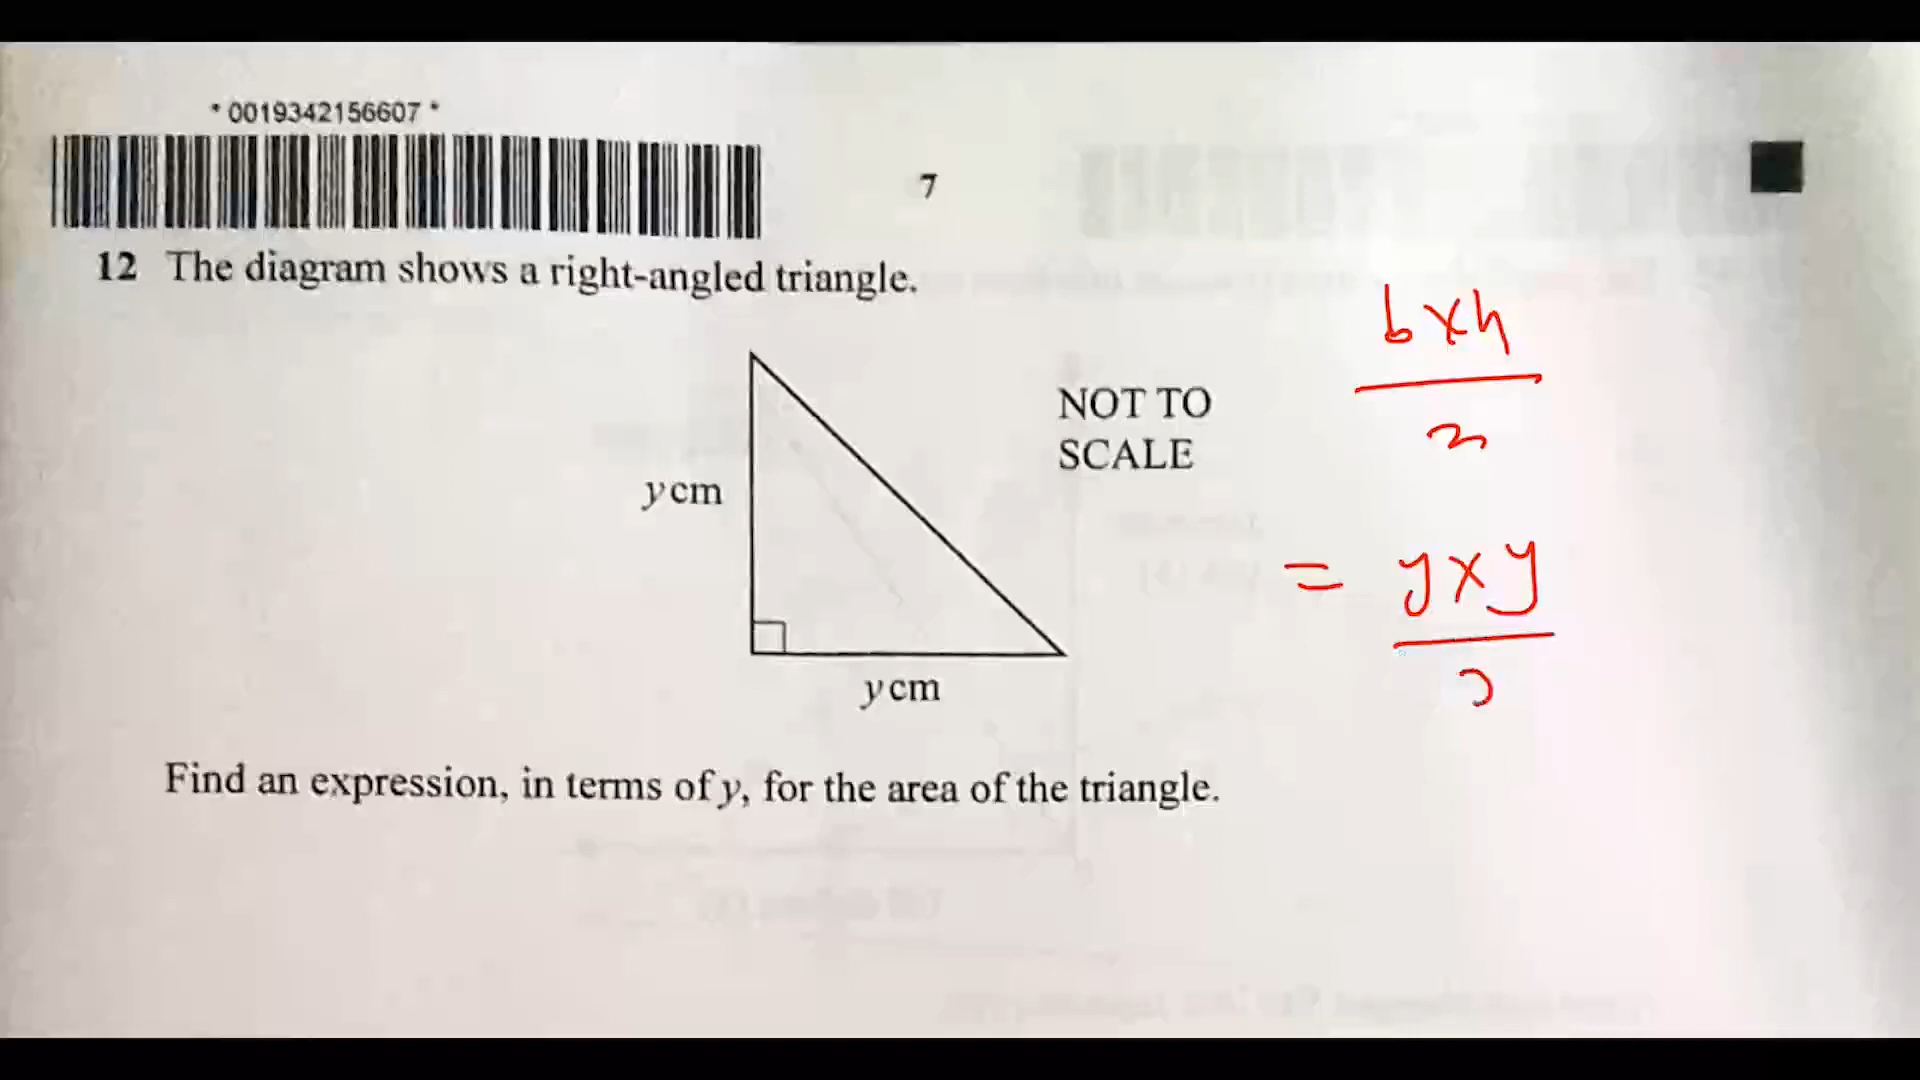 *0019342156607*
7
12 The diagram shows a right-angled triangle.
b×h
2
NOT TO
SCALE
y cm
= y×y
2
y cm
Find an expression, in terms of y, for the area of the triangle.